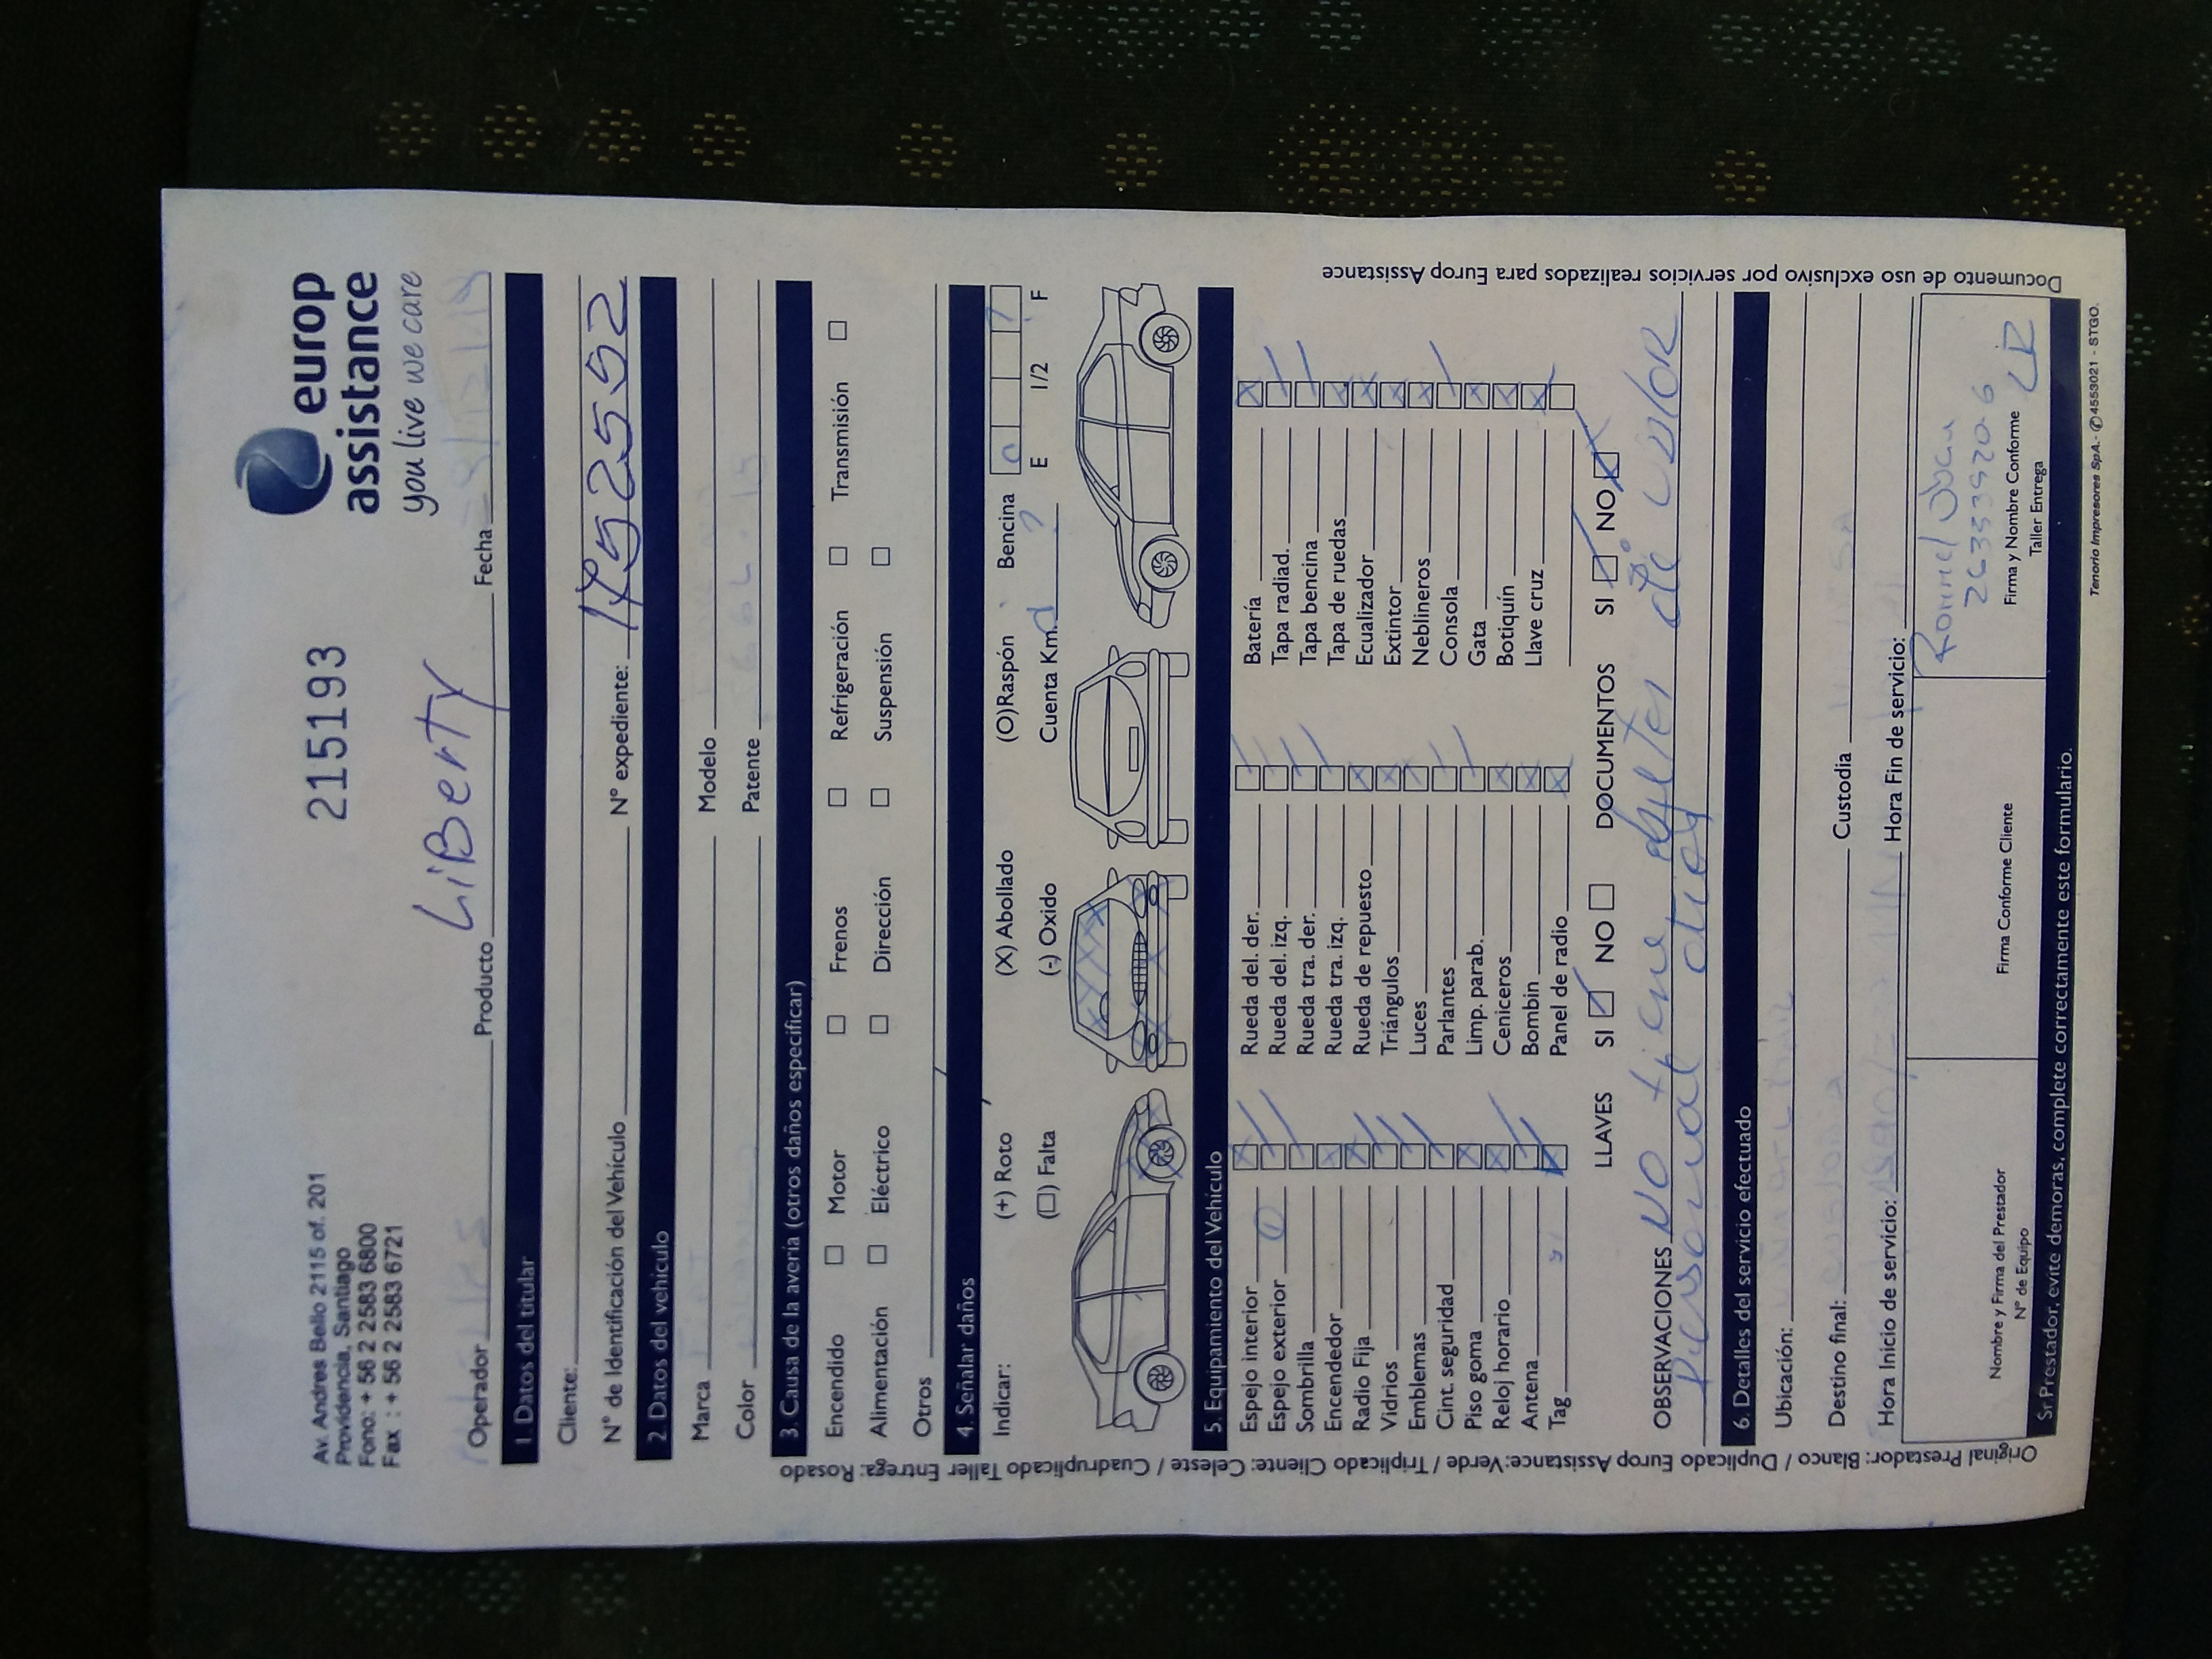 Av. Andres Bello 2115 of. 201
Providencia, Santiago
Fono: + 56 2 2583 6800
Fax : + 56 2 2583 6721
215193
europ
assistance
you live we care
Operador Producto LiBerTy Fecha
1. Datos del titular
Cliente:
N° de Identificación del Vehículo N° expediente: 17525552
2. Datos del vehículo
Marca Modelo
Color Patente
3. Causa de la avería (otros daños especificar)
Encendido Motor Frenos Refrigeración Transmisión
Alimentación Eléctrico Dirección Suspensión
Otros
4. Señalar daños
Indicar: (+) Roto (X) Abollado (O)Raspón Bencina E 1/2 F
(□) Falta (-) Oxido Cuenta Km.
5. Equipamiento del Vehículo
Espejo interior Rueda del. der. Batería
Espejo exterior Rueda del. izq. Tapa radiad.
Sombrilla Rueda tra. der. Tapa bencina
Encendedor Rueda tra. izq. Tapa de ruedas
Radio Fija Rueda de repuesto Ecualizador
Vidrios Triángulos Extintor
Emblemas Luces Neblineros
Cint. seguridad Parlantes Consola
Piso goma Limp. parab. Gata
Reloj horario Ceniceros Botiquín
Antena Bombin Llave cruz
Tag Panel de radio
LLAVES SI NO DOCUMENTOS SI NO
OBSERVACIONES NO tiene de valor
6. Detalles del servicio efectuado
Ubicación:
Destino final: Custodia
Hora Inicio de servicio: Hora Fin de servicio:
Nombre y Firma del Prestador
N° de Equipo
Firma Conforme Cliente
Rommel
26333920-6
Firma y Nombre Conforme
Taller Entrega
Sr Prestador, evite demoras, complete correctamente este formulario.
Tenorio Impresores SpA.- ✆4553021 - STGO.
Original Prestador: Blanco / Duplicado Europ Assistance: Verde / Triplicado Cliente: Celeste / Cuadruplicado Taller Entrega: Rosado
Documento de uso exclusivo por servicios realizados para Europ Assistance